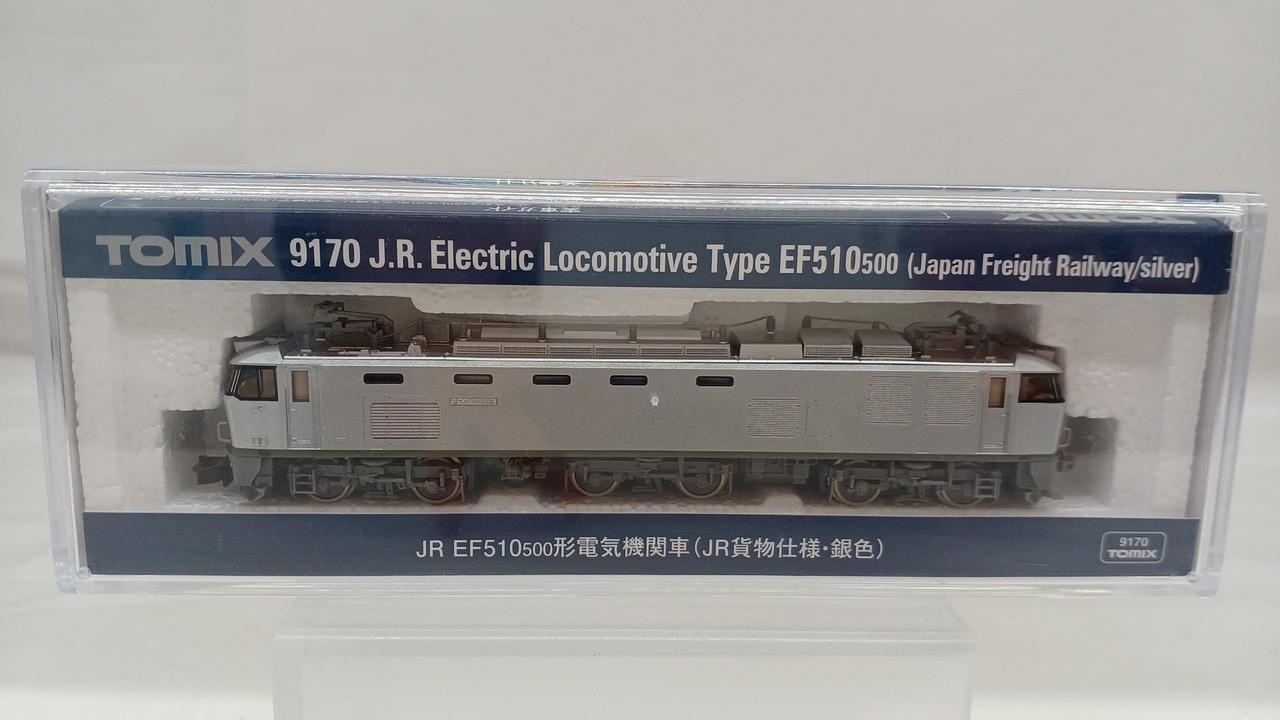 TOMIX 9170 J.R. Electric Locomotive Type EF510500 (Japan Freight Railway/silver)
JR EF510500形電気機関車(JR貨物仕様・銀色)
9170
TOMIX